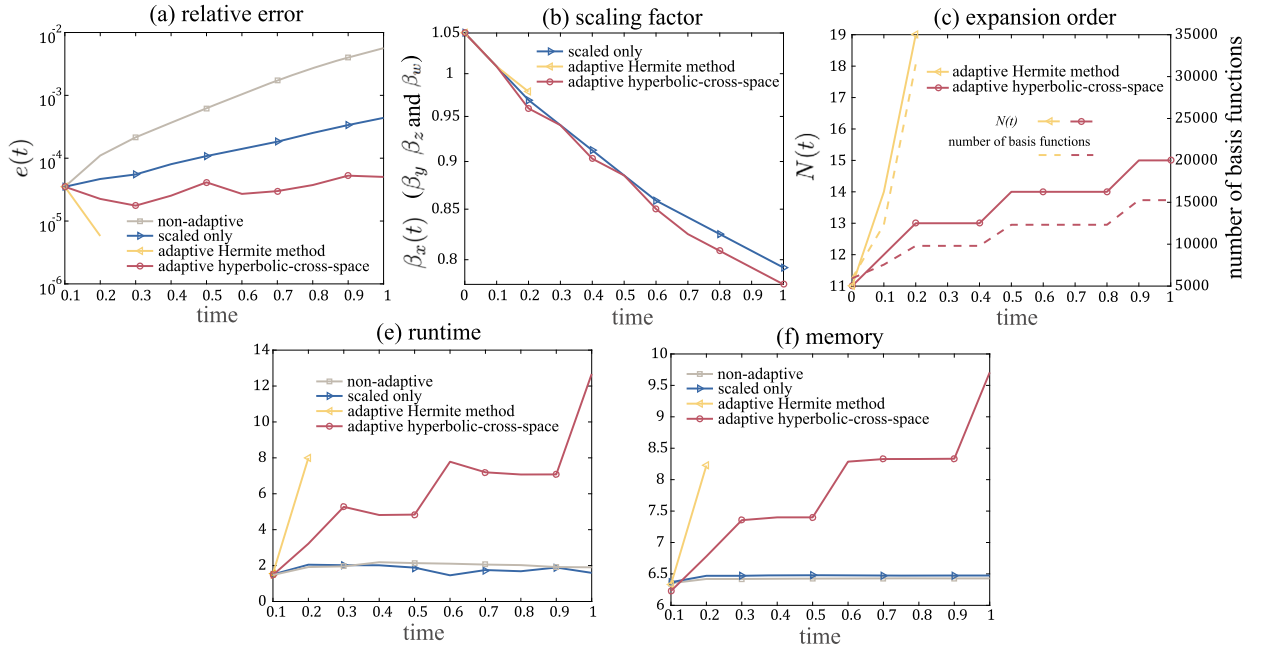 (a) relative error
10⁻²
10⁻³
10⁻⁴
10⁻⁵
10⁻⁶
e(t)
non-adaptive
scaled only
adaptive Hermite method
adaptive hyperbolic-cross-space
0.1 0.2 0.3 0.4 0.5 0.6 0.7 0.8 0.9 1
time
(b) scaling factor
1.05
1
0.95
0.9
0.85
0.8
βₓ(t) (β_y β_z and β_w)
scaled only
adaptive Hermite method
adaptive hyperbolic-cross-space
0 0.1 0.2 0.3 0.4 0.5 0.6 0.7 0.8 0.9 1
time
(c) expansion order
19
18
17
16
15
14
13
12
11
N(t)
adaptive Hermite method
adaptive hyperbolic-cross-space
N(t)
number of basis functions
35000
30000
25000
20000
15000
10000
5000
number of basis functions
0 0.1 0.2 0.3 0.4 0.5 0.6 0.7 0.8 0.9 1
time
(e) runtime
14
12
10
8
6
4
2
0
non-adaptive
scaled only
adaptive Hermite method
adaptive hyperbolic-cross-space
0.1 0.2 0.3 0.4 0.5 0.6 0.7 0.8 0.9 1
time
(f) memory
10
9.5
9
8.5
8
7.5
7
6.5
6
non-adaptive
scaled only
adaptive Hermite method
adaptive hyperbolic-cross-space
0.1 0.2 0.3 0.4 0.5 0.6 0.7 0.8 0.9 1
time